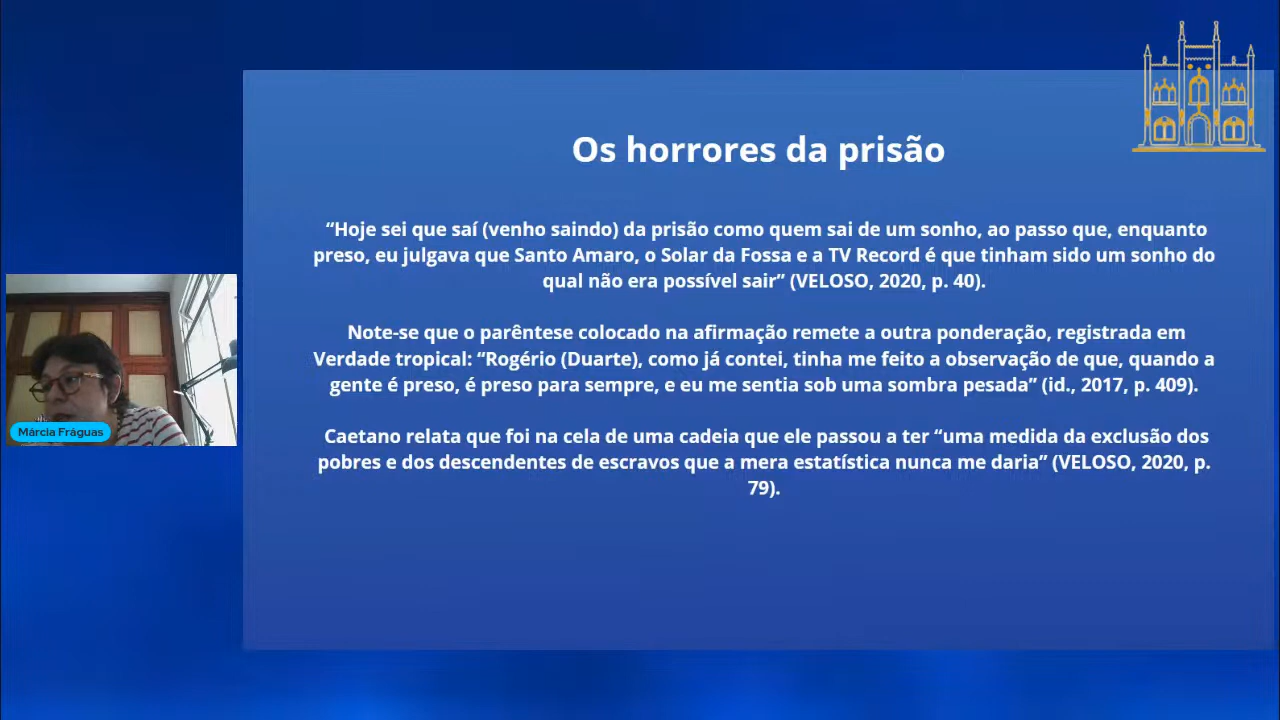 Os horrores da prisão
“Hoje sei que saí (venho saindo) da prisão como quem sai de um sonho, ao passo que, enquanto
preso, eu julgava que Santo Amaro, o Solar da Fossa e a TV Record é que tinham sido um sonho do
qual não era possível sair” (VELOSO, 2020, p. 40).
Note-se que o parêntese colocado na afirmação remete a outra ponderação, registrada em
Verdade tropical: “Rogério (Duarte), como já contei, tinha me feito a observação de que, quando a
gente é preso, é preso para sempre, e eu me sentia sob uma sombra pesada” (id., 2017, p. 409).
Caetano relata que foi na cela de uma cadeia que ele passou a ter “uma medida da exclusão dos
pobres e dos descendentes de escravos que a mera estatística nunca me daria” (VELOSO, 2020, p.
79).
Márcia Fráguas